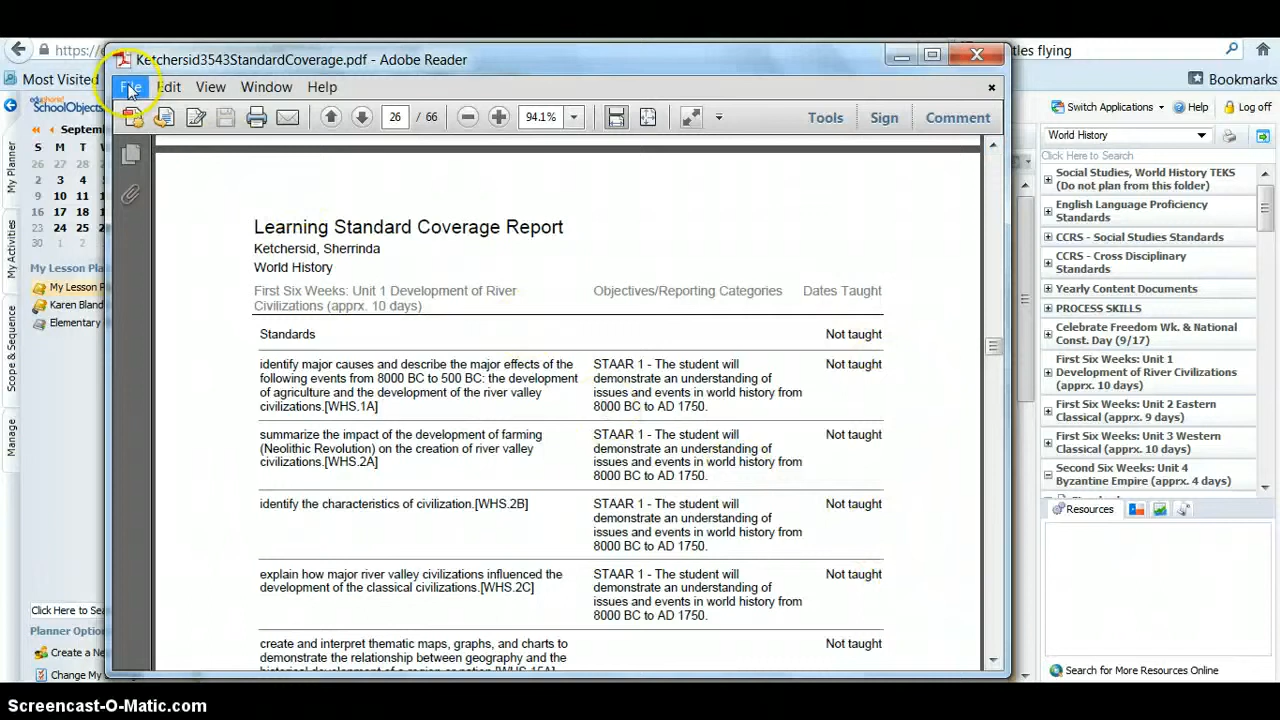 https://
tles flying
Most Visited
Bookmarks
Ketchersid3543StandardCoverage.pdf - Adobe Reader
File Edit View Window Help
26 / 66 94.1% Tools Sign Comment
SchoolObjects
Septem
S M T
26 27 28
2 3 4
9 10 11
16 17 18
23 24 25
30 1 2
My Planner
My Activities
Scope & Sequence
Manage
My Lesson Pla
My Lesson P
Karen Bland
Elementary
Click Here to Sea
Planner Option
Create a Ne
Change My
Learning Standard Coverage Report
Ketchersid, Sherrinda
World History
First Six Weeks: Unit 1 Development of River Civilizations (apprx. 10 days) Objectives/Reporting Categories Dates Taught
Standards Not taught
identify major causes and describe the major effects of the
following events from 8000 BC to 500 BC: the development
of agriculture and the development of the river valley
civilizations.[WHS.1A]
STAAR 1 - The student will
demonstrate an understanding of
issues and events in world history from
8000 BC to AD 1750.
Not taught
summarize the impact of the development of farming
(Neolithic Revolution) on the creation of river valley
civilizations.[WHS.2A]
STAAR 1 - The student will
demonstrate an understanding of
issues and events in world history from
8000 BC to AD 1750.
Not taught
identify the characteristics of civilization.[WHS.2B]
STAAR 1 - The student will
demonstrate an understanding of
issues and events in world history from
8000 BC to AD 1750.
Not taught
explain how major river valley civilizations influenced the
development of the classical civilizations.[WHS.2C]
STAAR 1 - The student will
demonstrate an understanding of
issues and events in world history from
8000 BC to AD 1750.
Not taught
create and interpret thematic maps, graphs, and charts to
demonstrate the relationship between geography and the
Not taught
Switch Applications Help Log off
World History
Click Here to Search
Social Studies, World History TEKS
(Do not plan from this folder)
English Language Proficiency
Standards
CCRS - Social Studies Standards
CCRS - Cross Disciplinary
Standards
Yearly Content Documents
PROCESS SKILLS
Celebrate Freedom Wk. & National
Const. Day (9/17)
First Six Weeks: Unit 1
Development of River Civilizations
(apprx. 10 days)
First Six Weeks: Unit 2 Eastern
Classical (apprx. 9 days)
First Six Weeks: Unit 3 Western
Classical (apprx. 10 days)
Second Six Weeks: Unit 4
Byzantine Empire (apprx. 4 days)
Resources
Search for More Resources Online
Screencast-O-Matic.com